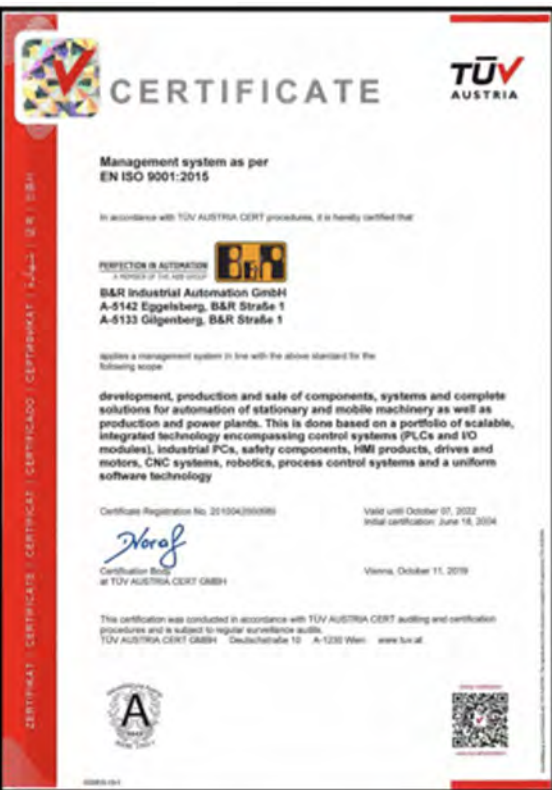 CERTIFICATE
TÜV
AUSTRIA
Management system as per
EN ISO 9001:2015
In accordance with TÜV AUSTRIA CERT procedures, it is hereby certified that
PERFECTION IN AUTOMATION
A MEMBER OF THE ABB GROUP
B&R
B&R Industrial Automation GmbH
A-5142 Eggelsberg, B&R Straße 1
A-5133 Gilgenberg, B&R Straße 1
applies a management system in line with the above standard for the
following scope
development, production and sale of components, systems and complete
solutions for automation of stationary and mobile machinery as well as
production and power plants. This is done based on a portfolio of scalable,
integrated technology encompassing control systems (PLCs and I/O
modules), industrial PCs, safety components, HMI products, drives and
motors, CNC systems, robotics, process control systems and a uniform
software technology
Certificate Registration No.
Valid until October 07, 2022
Initial certification: June 18, 2004
Certification Body
at TÜV AUSTRIA CERT GMBH
Vienna, October 11, 2019
This certification was conducted in accordance with TÜV AUSTRIA CERT auditing and certification
procedures and is subject to regular surveillance audits.
TÜV AUSTRIA CERT GMBH Deutschstraße 10 A-1230 Wien www.tuv.at
ZERTIFIKAT | CERTIFICATE | CERTIFICAT | CERTIFICADO | СЕРТИФИКАТ | شهادة
A